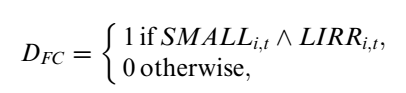 D_{FC} = { 1 if SMALL_{i,t} ∧ LIRR_{i,t},
0 otherwise,